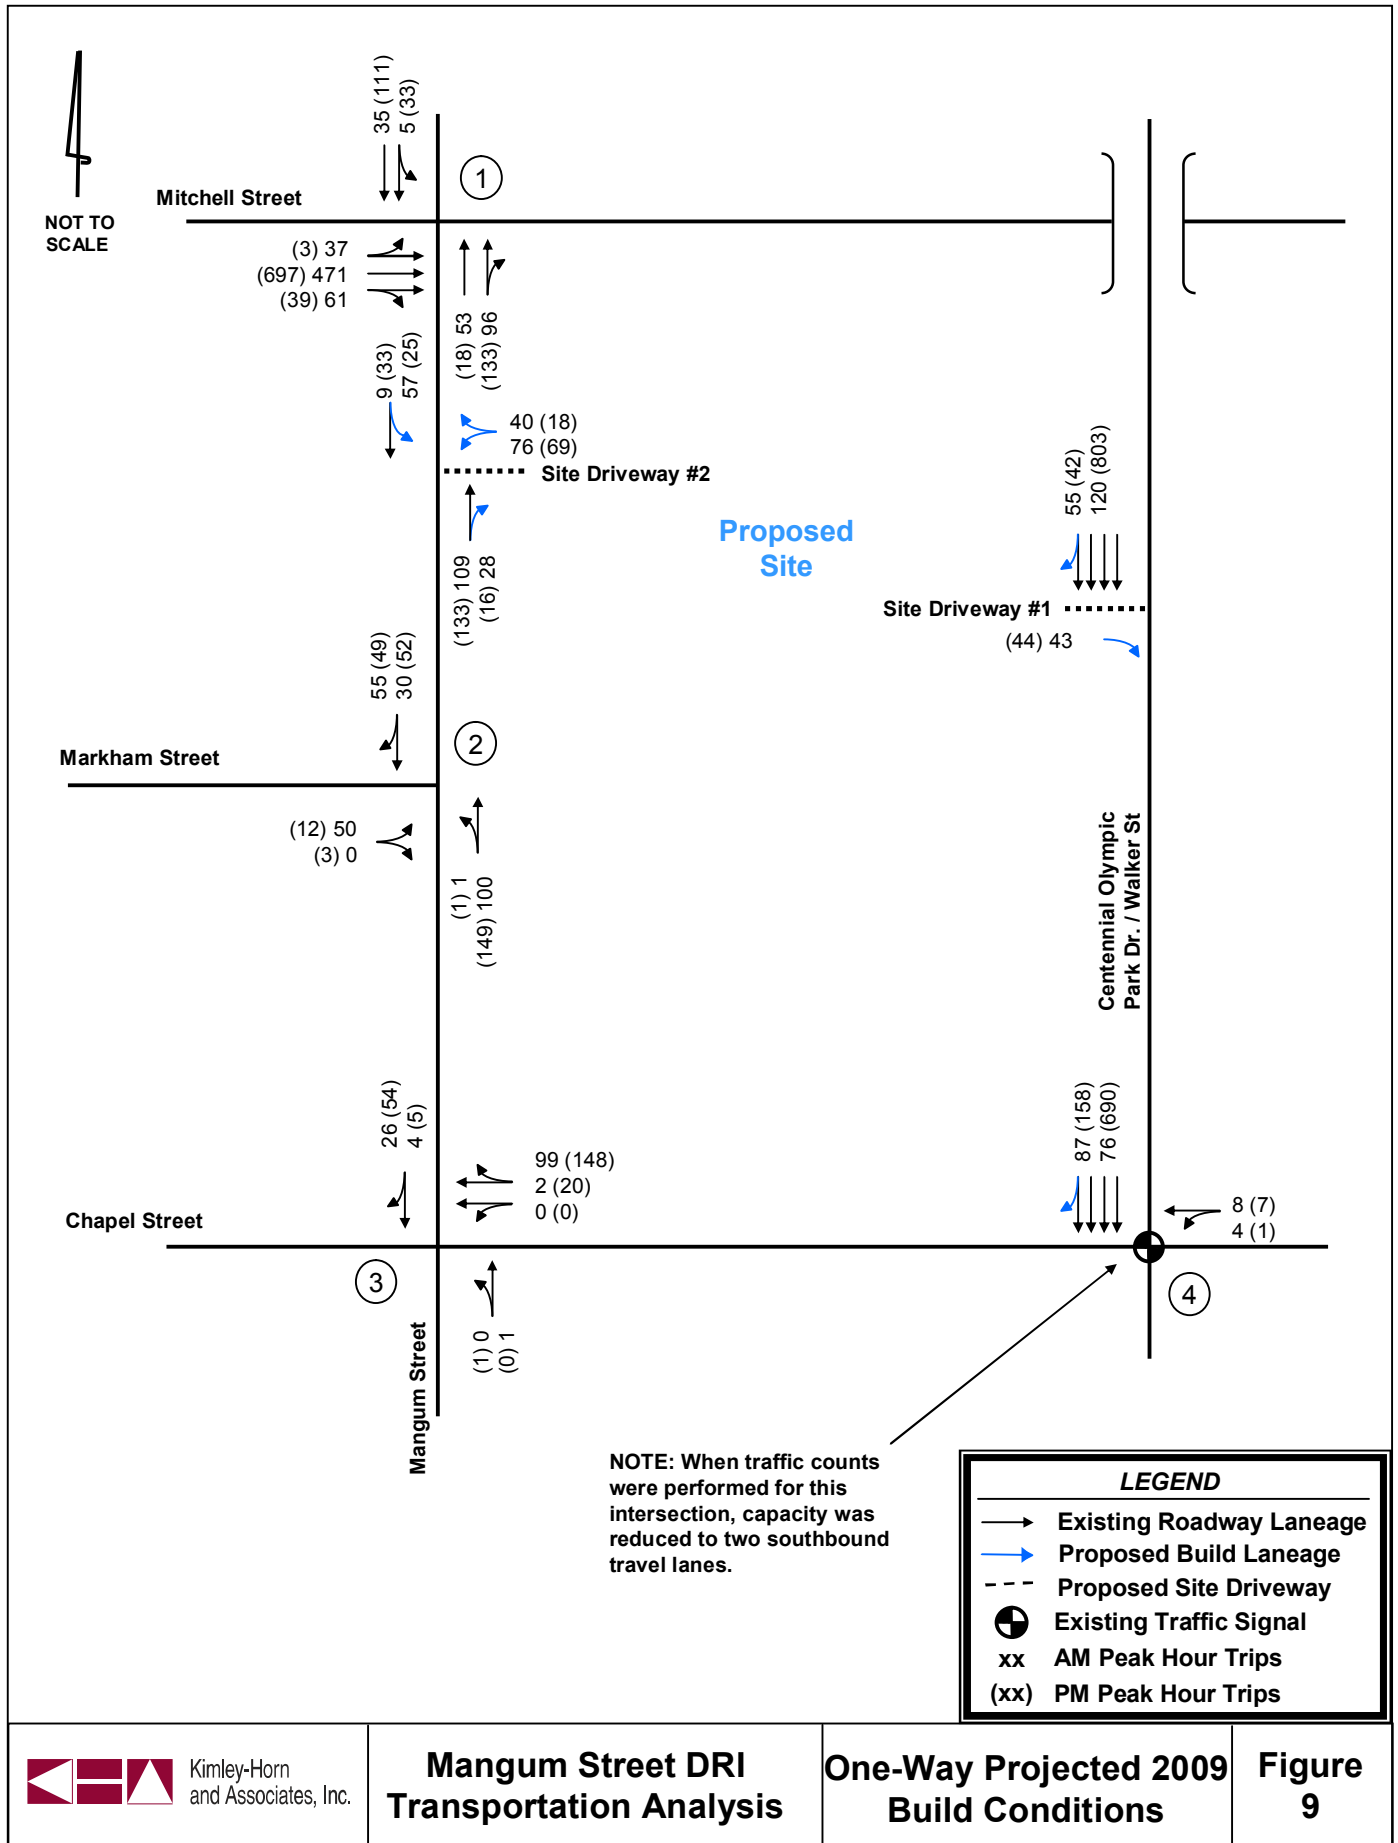 35 (111)
5 (33)
1
Mitchell Street
NOT TO
SCALE
(3) 37
(697) 471
(39) 61
(18) 53
(133) 96
9 (33)
57 (25)
40 (18)
76 (69)
Site Driveway #2
Proposed
Site
55 (42)
120 (803)
(133) 109
(16) 28
Site Driveway #1
(44) 43
55 (49)
30 (52)
2
Markham Street
(12) 50
(3) 0
(1) 1
(149) 100
Centennial Olympic
Park Dr. / Walker St
26 (54)
4 (5)
99 (148)
2 (20)
0 (0)
87 (158)
76 (690)
8 (7)
4 (1)
Chapel Street
3
4
(1) 0
(0) 1
Mangum Street
NOTE: When traffic counts
were performed for this
intersection, capacity was
reduced to two southbound
travel lanes.
LEGEND
Existing Roadway Laneage
Proposed Build Laneage
Proposed Site Driveway
Existing Traffic Signal
xx AM Peak Hour Trips
(xx) PM Peak Hour Trips
Kimley-Horn
and Associates, Inc.
Mangum Street DRI
Transportation Analysis
One-Way Projected 2009
Build Conditions
Figure
9